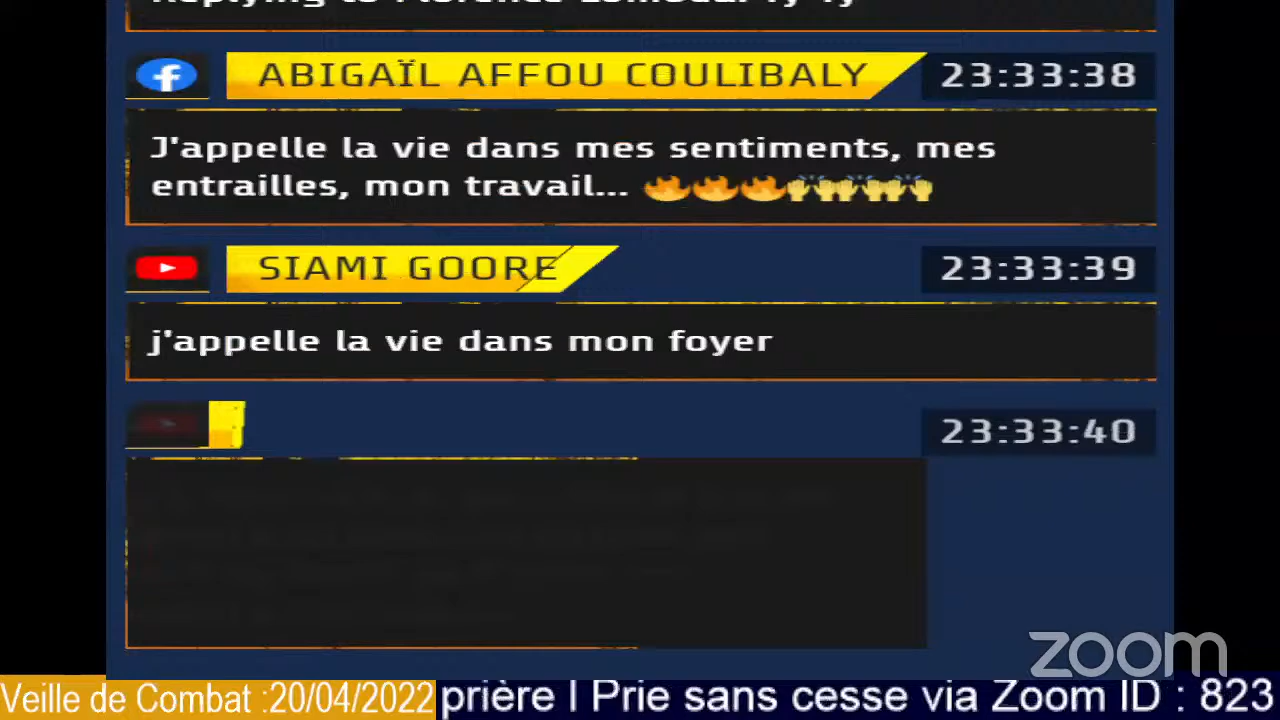 ABIGAÏL AFFOU COULIBALY 23:33:38
J'appelle la vie dans mes sentiments, mes
entrailles, mon travail... 🔥🔥🔥🙌🙌🙌
SIAMI GOORE 23:33:39
j'appelle la vie dans mon foyer
23:33:40
zoom
Veille de Combat :20/04/2022 prière I Prie sans cesse via Zoom ID : 823